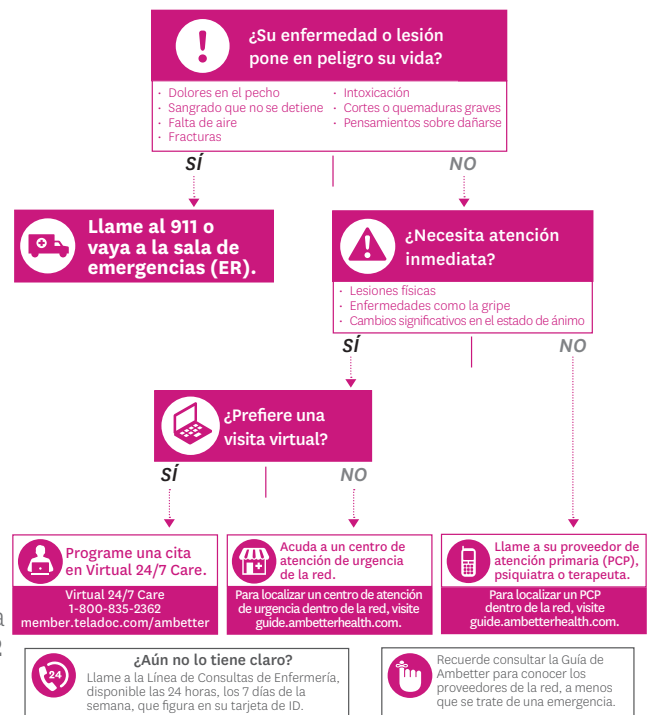 ¿Su enfermedad o lesión
pone en peligro su vida?
· Dolores en el pecho
· Sangrado que no se detiene
· Falta de aire
· Fracturas
· Intoxicación
· Cortes o quemaduras graves
· Pensamientos sobre dañarse
SÍ
NO
Llame al 911 o
vaya a la sala de
emergencias (ER).
¿Necesita atención
inmediata?
· Lesiones físicas
· Enfermedades como la gripe
· Cambios significativos en el estado de ánimo
SÍ
NO
¿Prefiere una
visita virtual?
SÍ
NO
Programe una cita
en Virtual 24/7 Care.
Virtual 24/7 Care
1-800-835-2362
member.teladoc.com/ambetter
Acuda a un centro de
atención de urgencia
de la red.
Para localizar un centro de atención
de urgencia dentro de la red, visite
guide.ambetterhealth.com.
Llame a su proveedor de
atención primaria (PCP),
psiquiatra o terapeuta.
Para localizar un PCP
dentro de la red, visite
guide.ambetterhealth.com.
a
2
24
¿Aún no lo tiene claro?
Llame a la Línea de Consultas de Enfermería,
disponible las 24 horas, los 7 días de la
semana, que figura en su tarjeta de ID.
Recuerde consultar la Guía de
Ambetter para conocer los
proveedores de la red, a menos
que se trate de una emergencia.